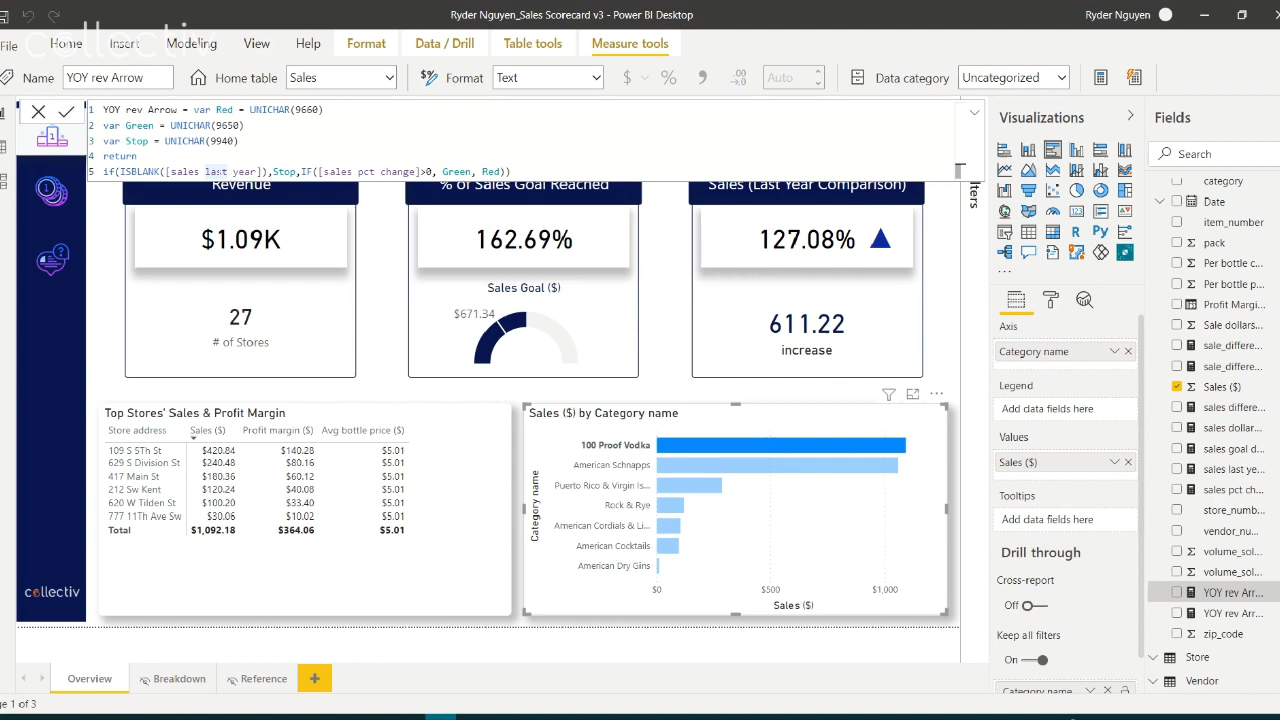 Ryder Nguyen_Sales Scorecard v3 - Power BI Desktop
Ryder Nguyen
collectiv
File
Home
Insert
Modeling
View
Help
Format
Data / Drill
Table tools
Measure tools
Name
YOY rev Arrow
Home table
Sales
Format
Text
$
%
Auto
Data category
Uncategorized
1 YOY rev Arrow = var Red = UNICHAR(9660)
2 var Green = UNICHAR(9650)
3 var Stop = UNICHAR(9940)
4 return
5 if(ISBLANK([sales last year]),Stop,IF([sales pct change]>0, Green, Red))
Revenue
% of Sales Goal Reached
Sales (Last Year Comparison)
$1.09K
162.69%
127.08%
27
# of Stores
Sales Goal ($)
$671.34
611.22
increase
Top Stores' Sales & Profit Margin
Store address Sales ($) Profit margin ($) Avg bottle price ($)
109 S 5Th St $420.84 $140.28 $5.01
629 S Division St $240.48 $80.16 $5.01
417 Main St $180.36 $60.12 $5.01
212 Sw Kent $120.24 $40.08 $5.01
620 W Tilden St $100.20 $33.40 $5.01
777 11Th Ave Sw $30.06 $10.02 $5.01
Total $1,092.18 $364.06 $5.01
Sales ($) by Category name
Category name
100 Proof Vodka
American Schnapps
Puerto Rico & Virgin Is...
Rock & Rye
American Cordials & Li...
American Cocktails
American Dry Gins
$0 $500 $1,000
Sales ($)
collectiv
Overview
Breakdown
Reference
+
Page 1 of 3
Filters
Visualizations
R
Py
Axis
Category name
Legend
Add data fields here
Values
Sales ($)
Tooltips
Add data fields here
Drill through
Cross-report
Off
Keep all filters
On
Category name
Fields
Search
category
Date
item_number
pack
Per bottle c...
Per bottle p...
Profit Margi...
Sale dollars...
sale_differe...
sale_differe...
Sales ($)
sales differe...
sales dollar...
sales goal d...
sales last ye...
sales pct ch...
store_numb...
vendor_nu...
volume_sol...
volume_sol...
YOY rev Arr...
YOY rev Arr...
zip_code
Store
Vendor